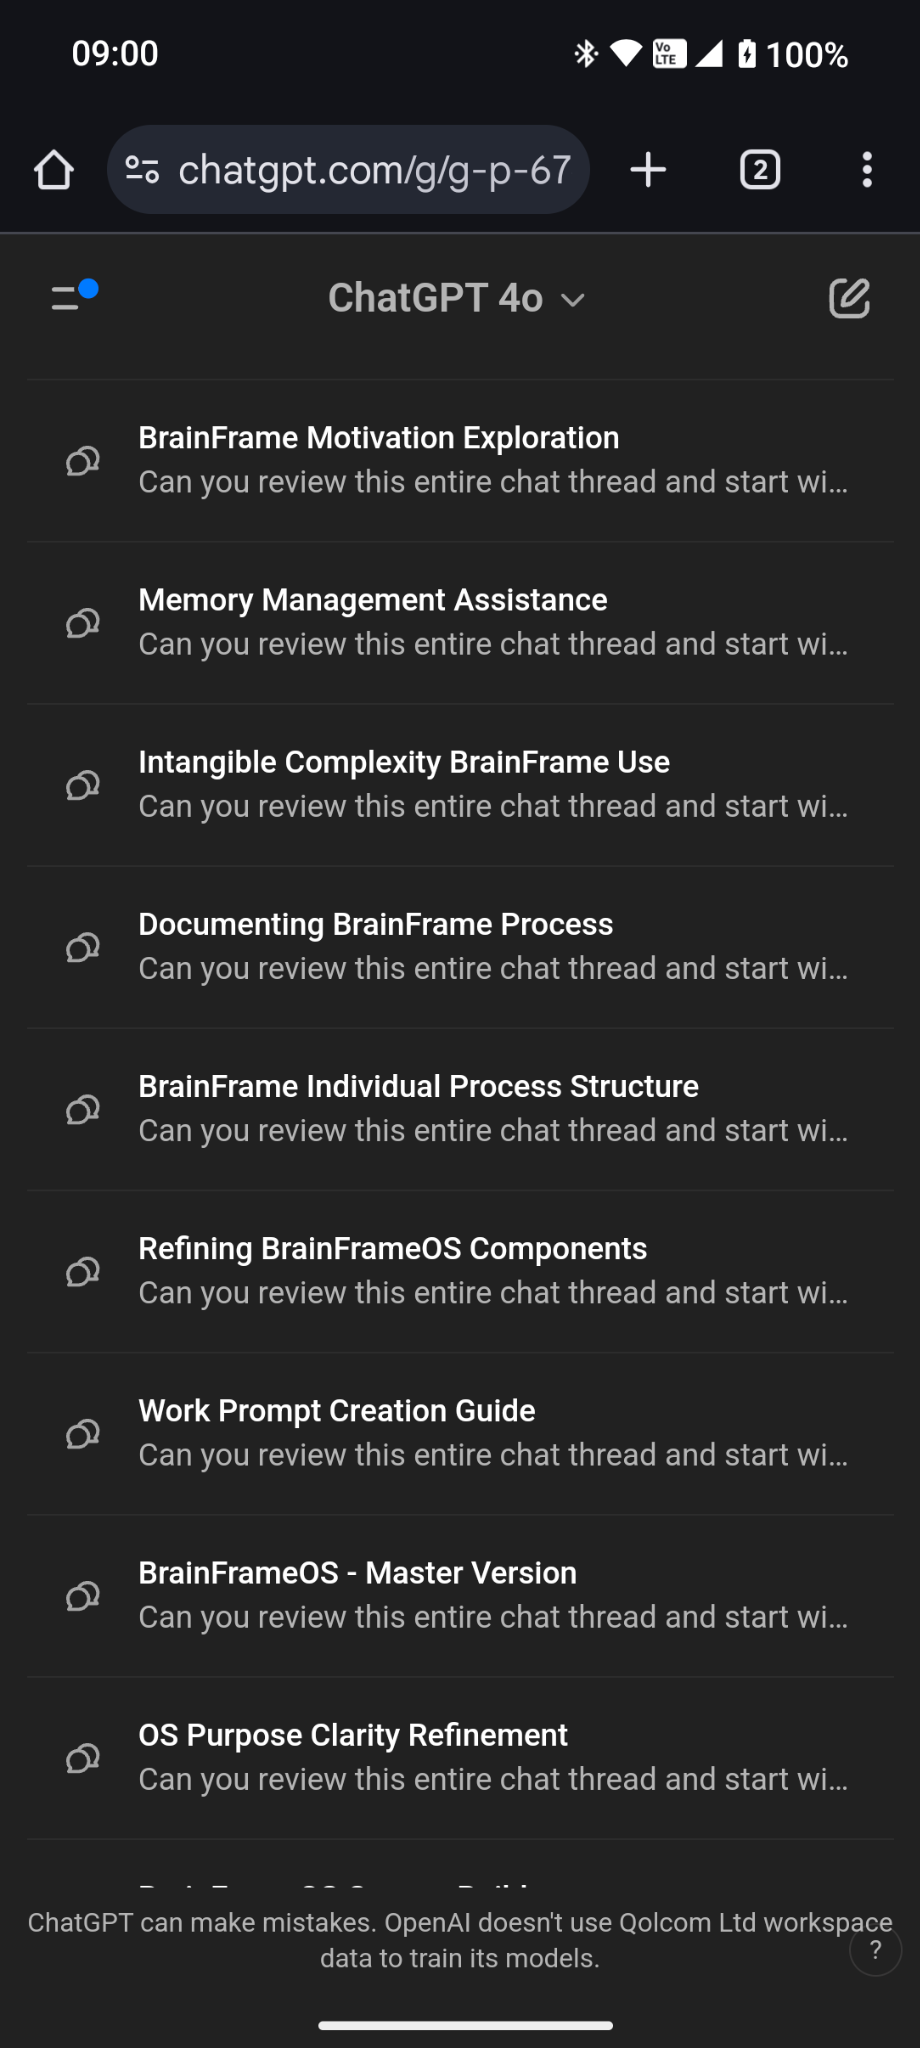 09:00
Vo LTE
100%
chatgpt.com/g/g-p-67
2
ChatGPT 4o
BrainFrame Motivation Exploration
Can you review this entire chat thread and start wi...
Memory Management Assistance
Can you review this entire chat thread and start wi...
Intangible Complexity BrainFrame Use
Can you review this entire chat thread and start wi...
Documenting BrainFrame Process
Can you review this entire chat thread and start wi...
BrainFrame Individual Process Structure
Can you review this entire chat thread and start wi...
Refining BrainFrameOS Components
Can you review this entire chat thread and start wi...
Work Prompt Creation Guide
Can you review this entire chat thread and start wi...
BrainFrameOS - Master Version
Can you review this entire chat thread and start wi...
OS Purpose Clarity Refinement
Can you review this entire chat thread and start wi...
ChatGPT can make mistakes. OpenAI doesn't use Qolcom Ltd workspace
data to train its models.
?